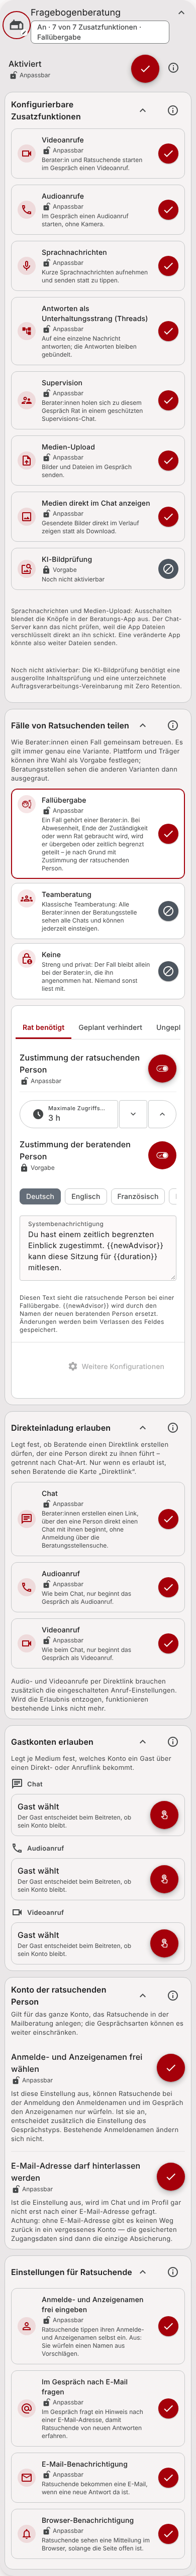 Fragebogenberatung
An · 7 von 7 Zusatzfunktionen ·
Fallübergabe
Aktiviert
Anpassbar
Konfigurierbare
Zusatzfunktionen
Videoanrufe
Anpassbar
Berater:in und Ratsuchende starten
im Gespräch einen Videoanruf.
Audioanrufe
Anpassbar
Im Gespräch einen Audioanruf
starten, ohne Kamera.
Sprachnachrichten
Anpassbar
Kurze Sprachnachrichten aufnehmen
und senden statt zu tippen.
Antworten als
Unterhaltungsstrang (Threads)
Anpassbar
Auf eine einzelne Nachricht
antworten; die Antworten bleiben
gebündelt.
Supervision
Anpassbar
Berater:innen holen sich zu diesem
Gespräch Rat in einem geschützten
Supervisions-Chat.
Medien-Upload
Anpassbar
Bilder und Dateien im Gespräch
senden.
Medien direkt im Chat anzeigen
Anpassbar
Gesendete Bilder direkt im Verlauf
zeigen statt als Download.
KI-Bildprüfung
Vorgabe
Noch nicht aktivierbar
Sprachnachrichten und Medien-Upload: Ausschalten
blendet die Knöpfe in der Beratungs-App aus. Der Chat-
Server kann das nicht prüfen, weil die App Dateien
verschlüsselt direkt an ihn schickt. Eine veränderte App
könnte also weiter Dateien senden.
Noch nicht aktivierbar: Die KI-Bildprüfung benötigt eine
ausgerollte Inhaltsprüfung und eine unterzeichnete
Auftragsverarbeitungs-Vereinbarung mit Zero Retention.
Fälle von Ratsuchenden teilen
Wie Berater:innen einen Fall gemeinsam betreuen. Es
gilt immer genau eine Variante. Plattform und Träger
können ihre Wahl als Vorgabe festlegen;
Beratungsstellen sehen die anderen Varianten dann
ausgegraut.
Fallübergabe
Anpassbar
Ein Fall gehört einer Berater:in. Bei
Abwesenheit, Ende der Zuständigkeit
oder wenn Rat gebraucht wird, wird
er übergeben oder zeitlich begrenzt
geteilt – je nach Grund mit
Zustimmung der ratsuchenden
Person.
Teamberatung
Klassische Teamberatung: Alle
Berater:innen der Beratungsstelle
sehen alle Chats und können
jederzeit einsteigen.
Keine
Streng und privat: Der Fall bleibt allein
bei der Berater:in, die ihn
angenommen hat. Niemand sonst
liest mit.
Rat benötigt
Geplant verhindert
Ungepl
Zustimmung der ratsuchenden
Person
Anpassbar
Maximale Zugriffs...
3 h
Zustimmung der beratenden
Person
Vorgabe
Deutsch
Englisch
Französisch
Systembenachrichtigung
Du hast einem zeitlich begrenzten
Einblick zugestimmt. {{newAdvisor}}
kann diese Sitzung für {{duration}}
mitlesen.
Diesen Text sieht die ratsuchende Person bei einer
Fallübergabe. {{newAdvisor}} wird durch den
Namen der neuen beratenden Person ersetzt.
Änderungen werden beim Verlassen des Feldes
gespeichert.
Weitere Konfigurationen
Direkteinladung erlauben
Legt fest, ob Beratende einen Direktlink erstellen
dürfen, der eine Person direkt zu ihnen führt –
getrennt nach Chat-Art. Nur wenn es erlaubt ist,
sehen Beratende die Karte „Direktlink“.
Chat
Anpassbar
Berater:innen erstellen einen Link,
über den eine Person direkt einen
Chat mit ihnen beginnt, ohne
Anmeldung über die
Beratungsstellensuche.
Audioanruf
Anpassbar
Wie beim Chat, nur beginnt das
Gespräch als Audioanruf.
Videoanruf
Anpassbar
Wie beim Chat, nur beginnt das
Gespräch als Videoanruf.
Audio- und Videoanrufe per Direktlink brauchen
zusätzlich die eingeschalteten Anruf-Einstellungen.
Wird die Erlaubnis entzogen, funktionieren
bestehende Links nicht mehr.
Gastkonten erlauben
Legt je Medium fest, welches Konto ein Gast über
einen Direkt- oder Anruflink bekommt.
Chat
Gast wählt
Der Gast entscheidet beim Beitreten, ob
sein Konto bleibt.
Audioanruf
Gast wählt
Der Gast entscheidet beim Beitreten, ob
sein Konto bleibt.
Videoanruf
Gast wählt
Der Gast entscheidet beim Beitreten, ob
sein Konto bleibt.
Konto der ratsuchenden
Person
Gilt für das ganze Konto, das Ratsuchende in der
Mailberatung anlegen; die Gesprächsarten können es
weiter einschränken.
Anmelde- und Anzeigenamen frei
wählen
Anpassbar
Ist diese Einstellung aus, können Ratsuchende bei
der Anmeldung den Anmeldenamen und im Gespräch
den Anzeigenamen nur würfeln. Ist sie an,
entscheidet zusätzlich die Einstellung des
Gesprächstyps. Bestehende Anmeldenamen ändern
sich nicht.
E-Mail-Adresse darf hinterlassen
werden
Anpassbar
Ist die Einstellung aus, wird im Chat und im Profil gar
nicht erst nach einer E-Mail-Adresse gefragt.
Achtung: ohne E-Mail-Adresse gibt es keinen Weg
zurück in ein vergessenes Konto — die gesicherten
Zugangsdaten sind dann die einzige Absicherung.
Einstellungen für Ratsuchende
Anmelde- und Anzeigenamen
frei eingeben
Anpassbar
Ratsuchende tippen ihren Anmelde-
und Anzeigenamen selbst ein. Aus:
Sie würfeln einen Namen aus
Vorschlägen.
Im Gespräch nach E-Mail
fragen
Anpassbar
Im Gespräch fragt ein Hinweis nach
einer E-Mail-Adresse, damit
Ratsuchende von neuen Antworten
erfahren.
E-Mail-Benachrichtigung
Anpassbar
Ratsuchende bekommen eine E-Mail,
wenn eine neue Antwort da ist.
Browser-Benachrichtigung
Anpassbar
Ratsuchende sehen eine Mitteilung im
Browser, solange die Seite offen ist.